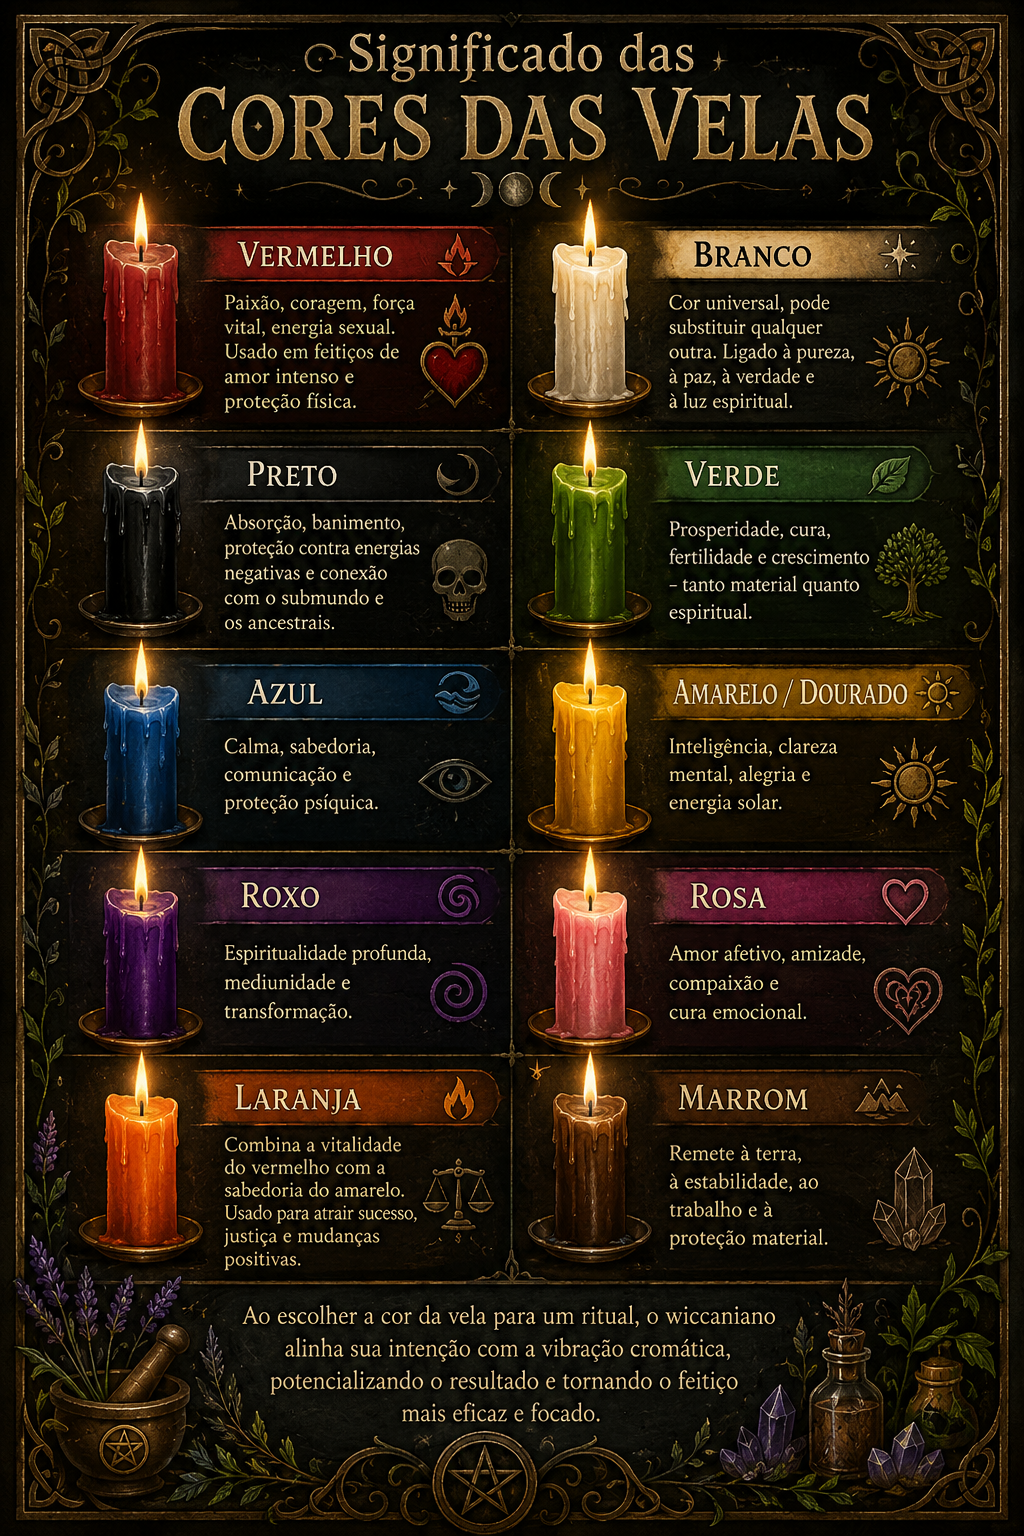 Significado das
CORES DAS VELAS
VERMELHO
Paixão, coragem, força
vital, energia sexual.
Usado em feitiços de
amor intenso e
proteção física.
BRANCO
Cor universal, pode
substituir qualquer
outra. Ligado à pureza,
à paz, à verdade e
à luz espiritual.
PRETO
Absorção, banimento,
proteção contra energias
negativas e conexão
com o submundo e
os ancestrais.
VERDE
Prosperidade, cura,
fertilidade e crescimento
– tanto material quanto
espiritual.
AZUL
Calma, sabedoria,
comunicação e
proteção psíquica.
AMARELO / DOURADO
Inteligência, clareza
mental, alegria e
energia solar.
ROXO
Espiritualidade profunda,
mediunidade e
transformação.
ROSA
Amor afetivo, amizade,
compaixão e
cura emocional.
LARANJA
Combina a vitalidade
do vermelho com a
sabedoria do amarelo.
Usado para atrair sucesso,
justiça e mudanças
positivas.
MARROM
Remete à terra,
à estabilidade, ao
trabalho e à
proteção material.
Ao escolher a cor da vela para um ritual, o wiccaniano
alinha sua intenção com a vibração cromática,
potencializando o resultado e tornando o feitiço
mais eficaz e focado.